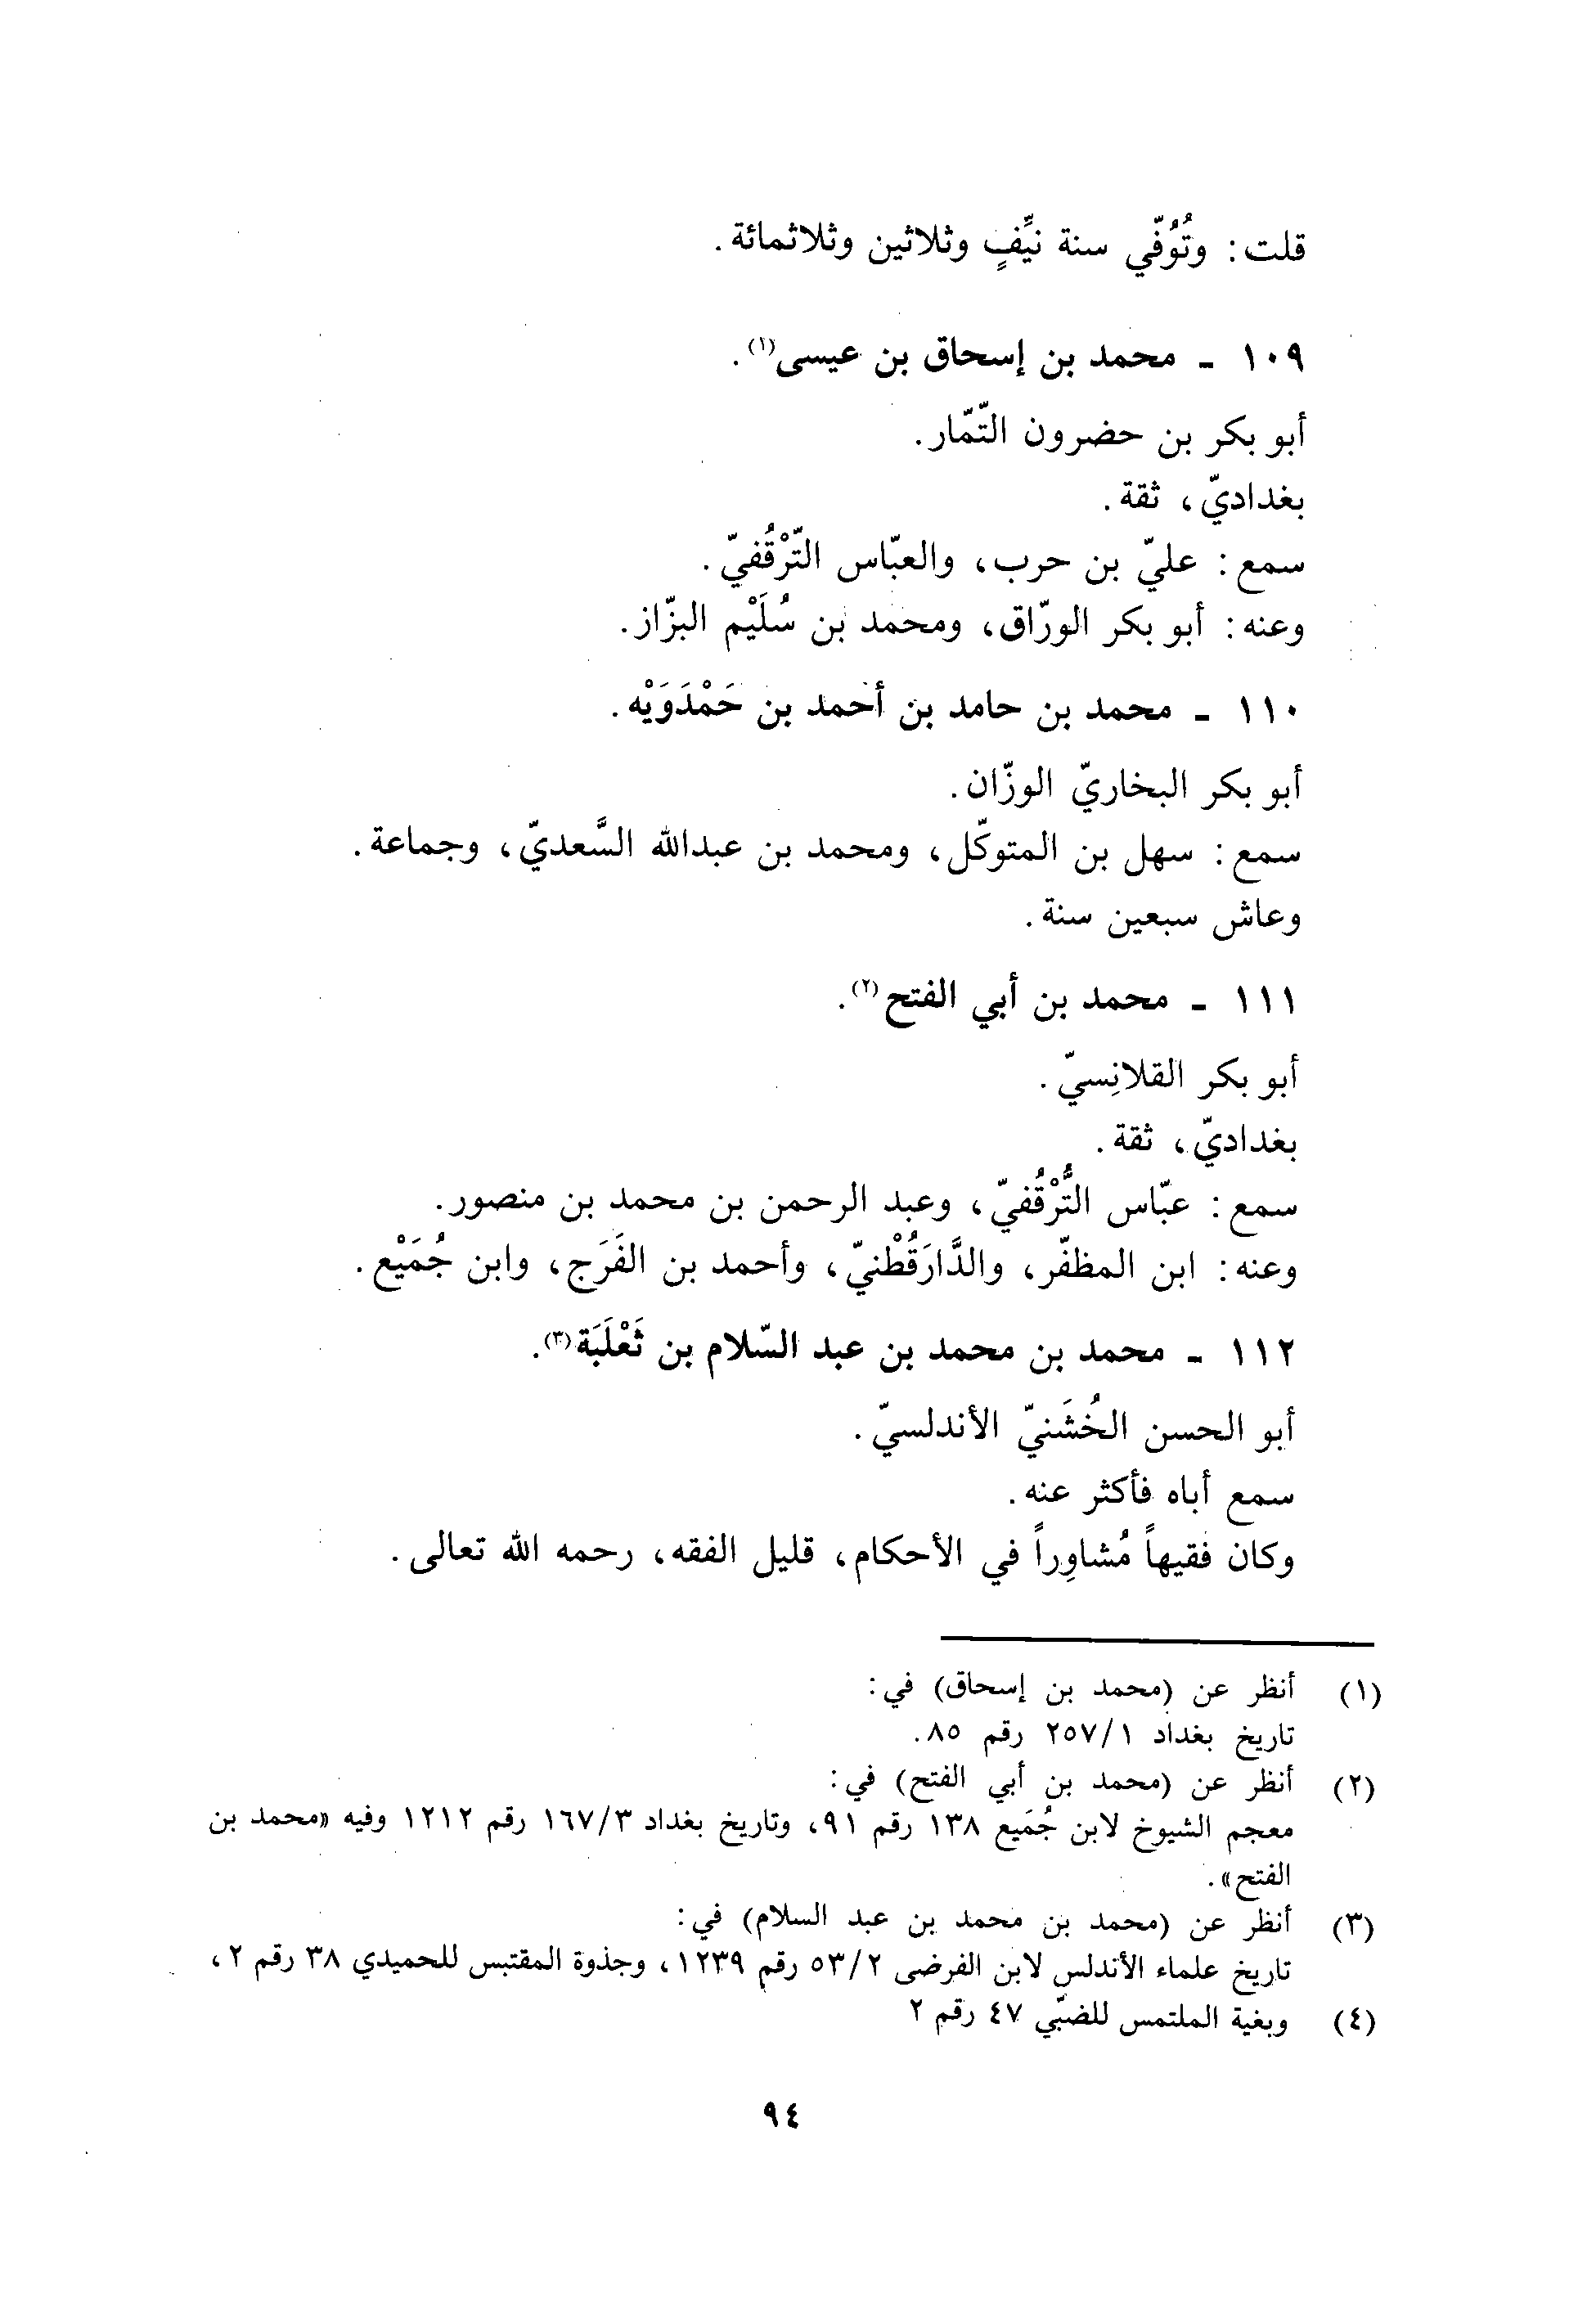 قلت: وتُوُفّي سنة نيِّفٍ وثلاثين وثلاثمائة.
١٠٩ - محمد بن إسحاق بن عيسى(١).
أبو بكر بن حضرون التّمّار.
بغداديّ، ثقة.
سمع: عليّ بن حرب، والعبّاس التّرْقُفيّ.
وعنه: أبو بكر الورّاق، ومحمد بن سُلَيْم البزّاز.
١١٠ - محمد بن حامد بن أحمد بن حَمْدَوَيْه.
أبو بكر البخاريّ الوزّان.
سمع: سهل بن المتوكّل، ومحمد بن عبدالله السَّعديّ، وجماعة.
وعاش سبعين سنة.
١١١ - محمد بن أبي الفتح(٢).
أبو بكر القلانِسيّ.
بغداديّ، ثقة.
سمع: عبّاس التُّرْقُفيّ، وعبد الرحمن بن محمد بن منصور.
وعنه: ابن المظفّر، والدَّارَقُطْنيّ، وأحمد بن الفَرَج، وابن جُمَيْع.
١١٢ - محمد بن محمد بن عبد السّلام بن ثَعْلَبَة(٣).
أبو الحسن الخُشَنيّ الأندلسيّ.
سمع أباه فأكثر عنه.
وكان فقيهاً مُشاوِراً في الأحكام، قليل الفقه، رحمه الله تعالى.
(١) أنظر عن (محمد بن إسحاق) في:
تاريخ بغداد ٢٥٧/١ رقم ٨٥.
(٢) أنظر عن (محمد بن أبي الفتح) في:
معجم الشيوخ لابن جُمَيع ١٣٨ رقم ٩١، وتاريخ بغداد ١٦٧/٣ رقم ١٢١٢ وفيه «محمد بن
الفتح».
(٣) أنظر عن (محمد بن محمد بن عبد السلام) في:
تاريخ علماء الأندلس لابن الفرضى ٥٣/٢ رقم ١٢٣٩، وجذوة المقتبس للحميدي ٣٨ رقم ٢،
(٤) وبغية الملتمس للضبّي ٤٧ رقم ٢
٩٤